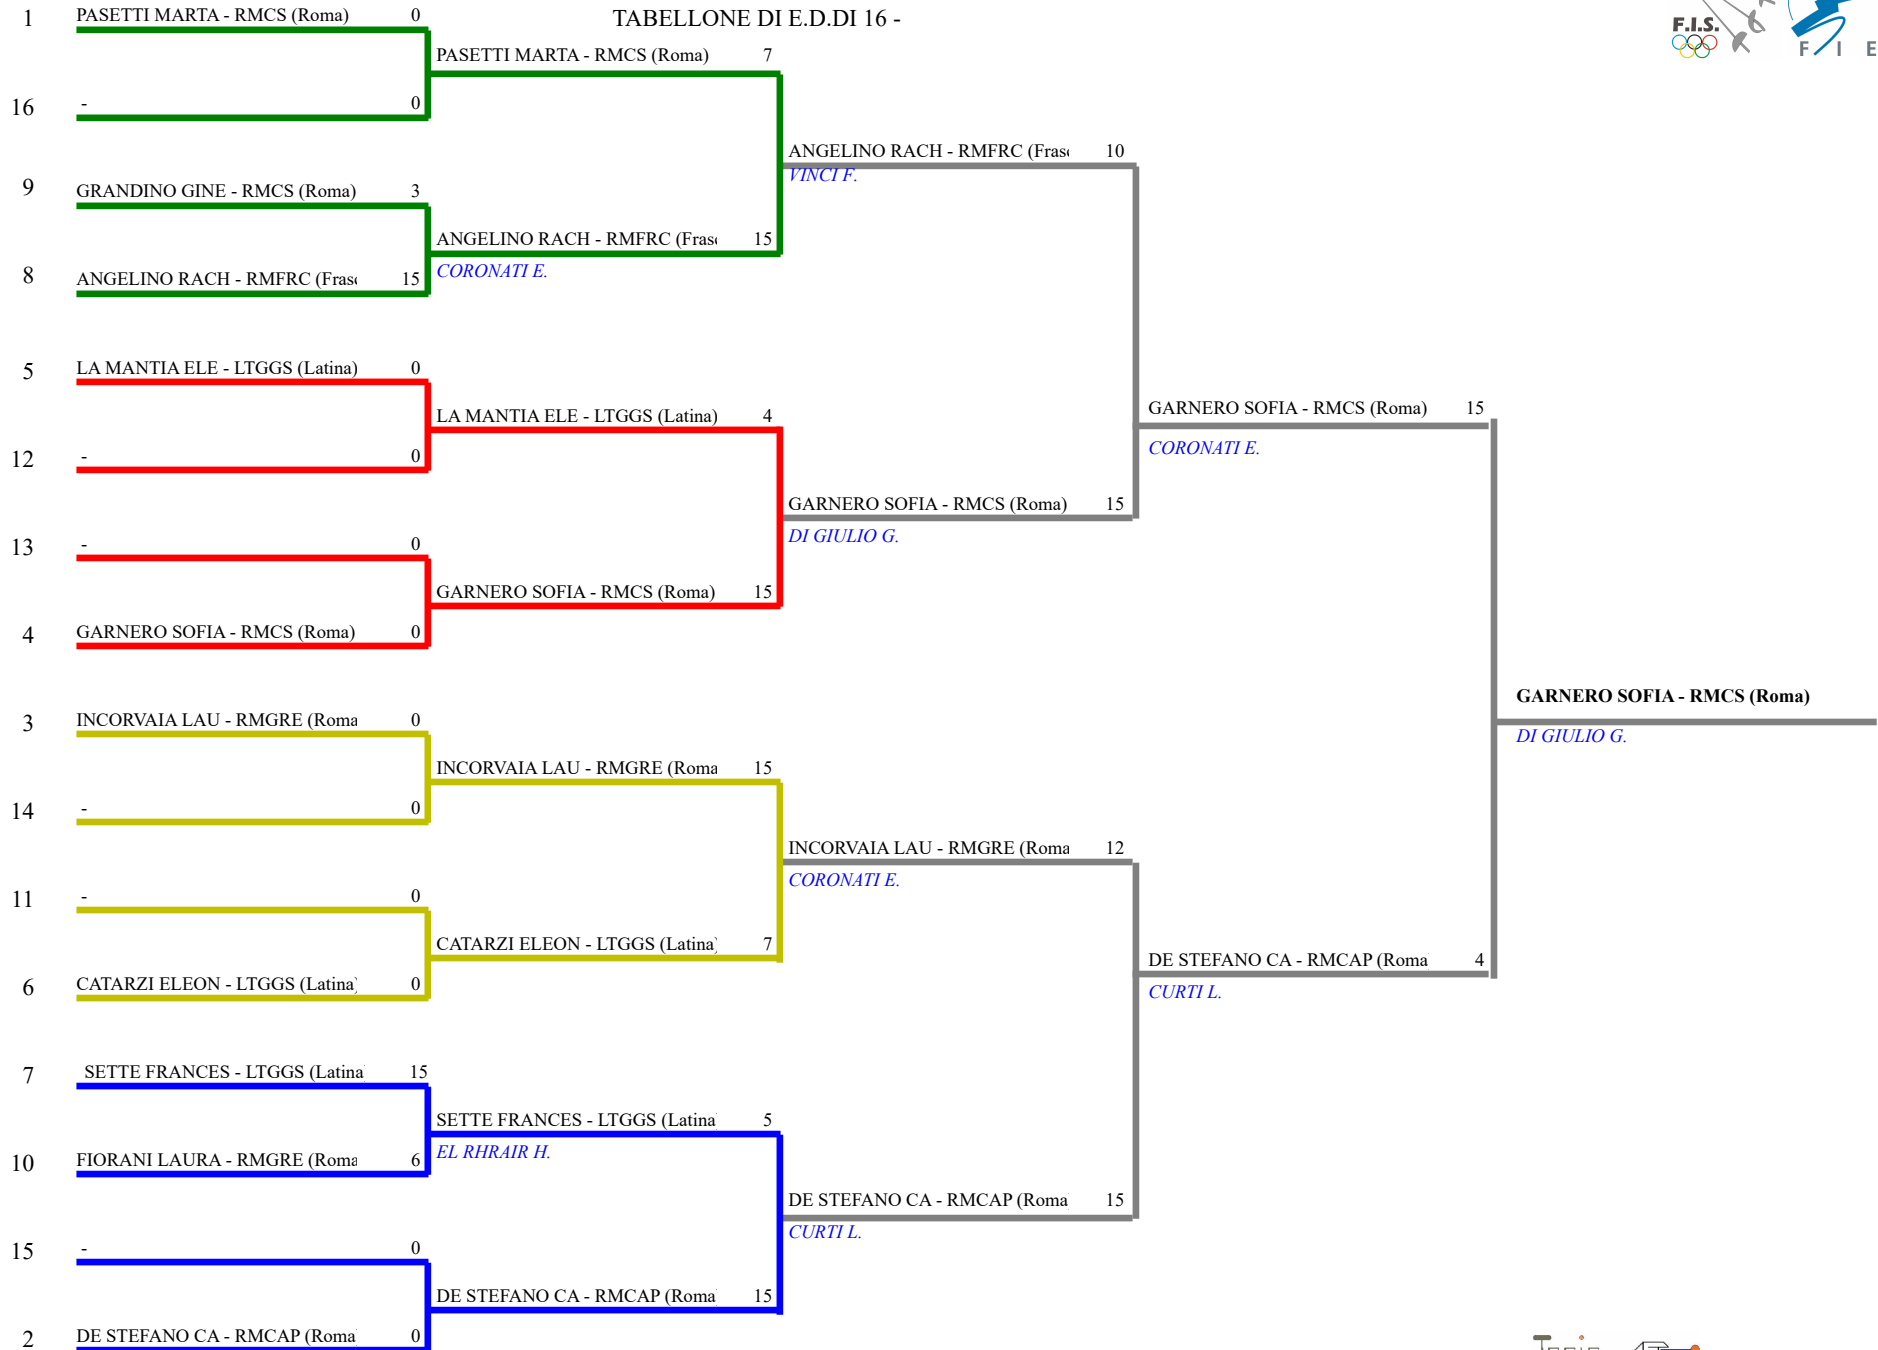 TABELLONE DI E.D.DI 16 -
F.I.S.
F I E
1 PASETTI MARTA - RMCS (Roma) 0
PASETTI MARTA - RMCS (Roma) 7
16 - 0
ANGELINO RACH - RMFRC (Fras 10
VINCI F.
9 GRANDINO GINE - RMCS (Roma) 3
ANGELINO RACH - RMFRC (Fras 15
CORONATI E.
8 ANGELINO RACH - RMFRC (Fras 15
5 LA MANTIA ELE - LTGGS (Latina) 0
LA MANTIA ELE - LTGGS (Latina) 4
GARNERO SOFIA - RMCS (Roma) 15
CORONATI E.
12 - 0
GARNERO SOFIA - RMCS (Roma) 15
DI GIULIO G.
13 - 0
GARNERO SOFIA - RMCS (Roma) 15
4 GARNERO SOFIA - RMCS (Roma) 0
GARNERO SOFIA - RMCS (Roma)
DI GIULIO G.
3 INCORVAIA LAU - RMGRE (Roma 0
INCORVAIA LAU - RMGRE (Roma 15
14 - 0
INCORVAIA LAU - RMGRE (Roma 12
CORONATI E.
11 - 0
CATARZI ELEON - LTGGS (Latina) 7
DE STEFANO CA - RMCAP (Roma 4
CURTI L.
6 CATARZI ELEON - LTGGS (Latina) 0
7 SETTE FRANCES - LTGGS (Latina 15
SETTE FRANCES - LTGGS (Latina 5
EL RHRAIR H.
10 FIORANI LAURA - RMGRE (Roma 6
DE STEFANO CA - RMCAP (Roma 15
CURTI L.
15 - 0
DE STEFANO CA - RMCAP (Roma 15
2 DE STEFANO CA - RMCAP (Roma 0